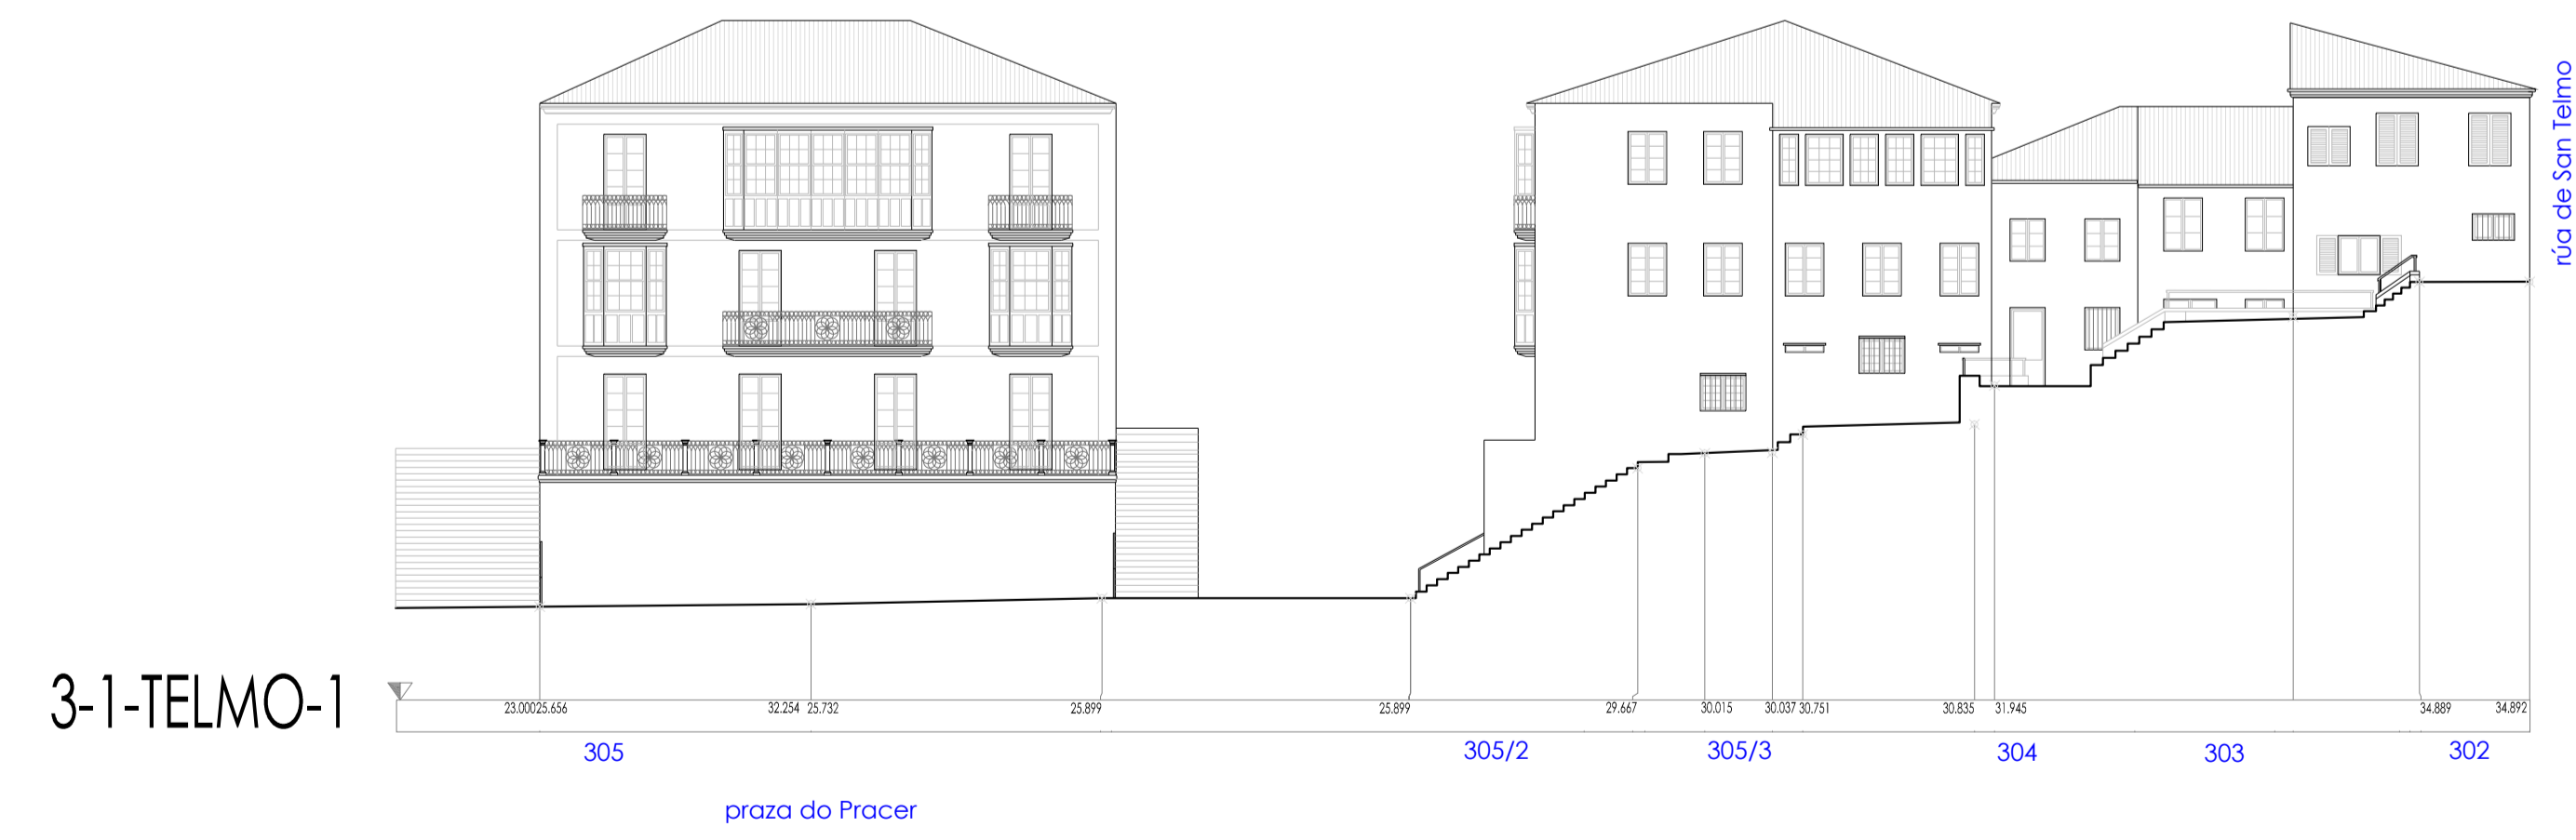 rúa de San Telmo
3-1-TELMO-1
23.00025.656 32.254 25.732 25.899 25.899 29.667 30.015 30.037 30.751 30.835 31.945 34.889 34.892
305 305/2 305/3 304 303 302
praza do Pracer